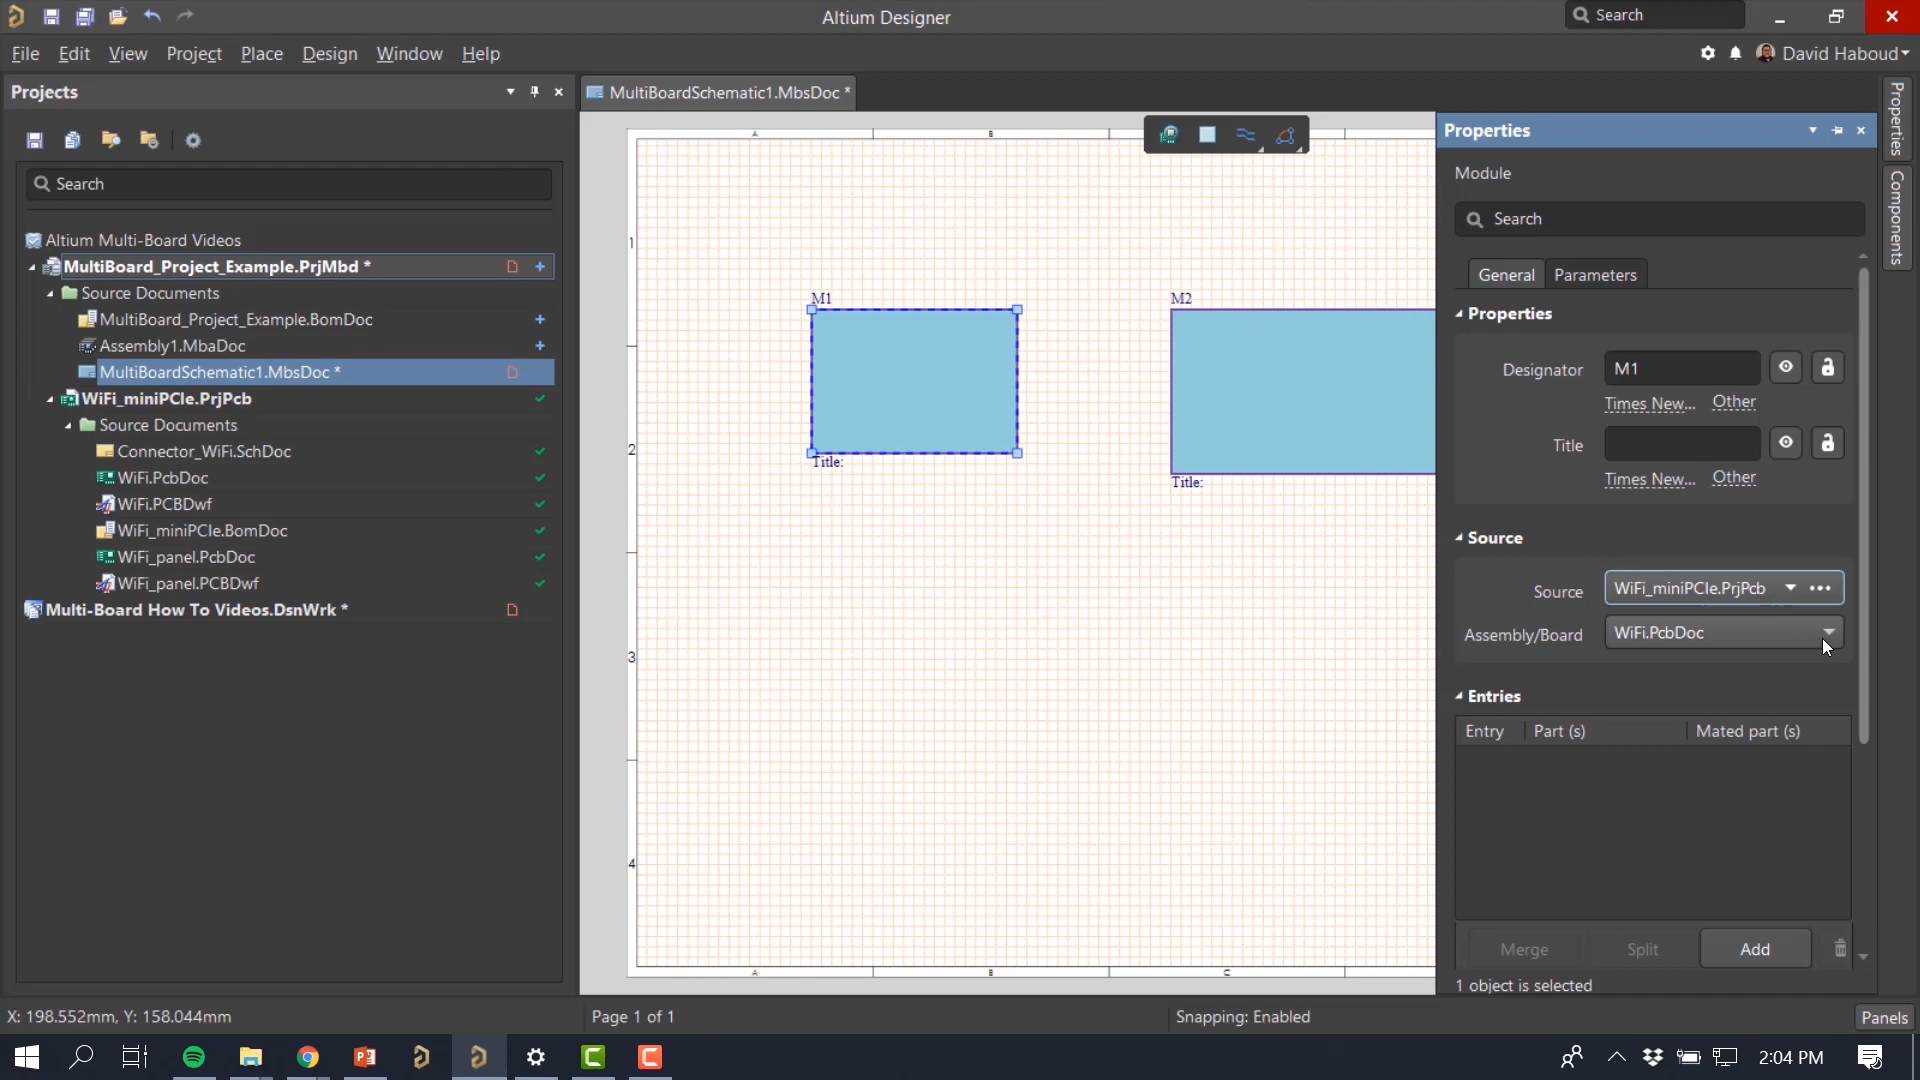 Altium Designer
Search
File Edit View Project Place Design Window Help
David Haboud
Projects
MultiBoardSchematic1.MbsDoc *
Search
Altium Multi-Board Videos
MultiBoard_Project_Example.PrjMbd *
Source Documents
MultiBoard_Project_Example.BomDoc
Assembly1.MbaDoc
MultiBoardSchematic1.MbsDoc *
WiFi_miniPCIe.PrjPcb
Source Documents
Connector_WiFi.SchDoc
WiFi.PcbDoc
WiFi.PCBDwf
WiFi_miniPCIe.BomDoc
WiFi_panel.PcbDoc
WiFi_panel.PCBDwf
Multi-Board How To Videos.DsnWrk *
A B
1
2
3
4
M1
Title:
M2
Title:
A B C
Properties
Module
Search
General Parameters
Properties
Designator M1
Times New... Other
Title
Times New... Other
Source
Source WiFi_miniPCIe.PrjPcb
Assembly/Board WiFi.PcbDoc
Entries
Entry Part (s) Mated part (s)
Merge Split Add
1 object is selected
Properties
Components
X: 198.552mm, Y: 158.044mm
Page 1 of 1
Snapping: Enabled
Panels
2:04 PM